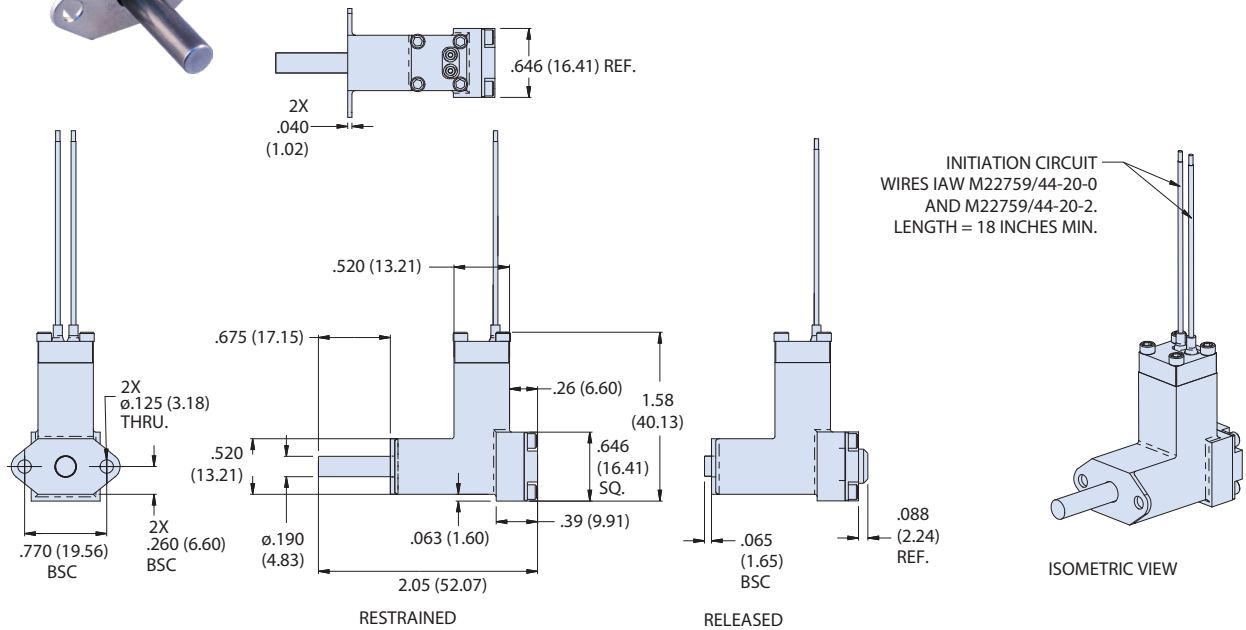 .646 (16.41) REF.
2X
.040
(1.02)
INITIATION CIRCUIT
WIRES IAW M22759/44-20-0
AND M22759/44-20-2.
LENGTH = 18 INCHES MIN.
.520 (13.21)
.675 (17.15)
2X
ø.125 (3.18)
THRU.
.26 (6.60)
1.58
(40.13)
.520
(13.21)
.646
(16.41)
SQ.
.770 (19.56)
BSC
2X
.260 (6.60)
BSC
ø.190
(4.83)
.063 (1.60)
.39 (9.91)
2.05 (52.07)
.065
(1.65)
BSC
.088
(2.24)
REF.
ISOMETRIC VIEW
RESTRAINED
RELEASED